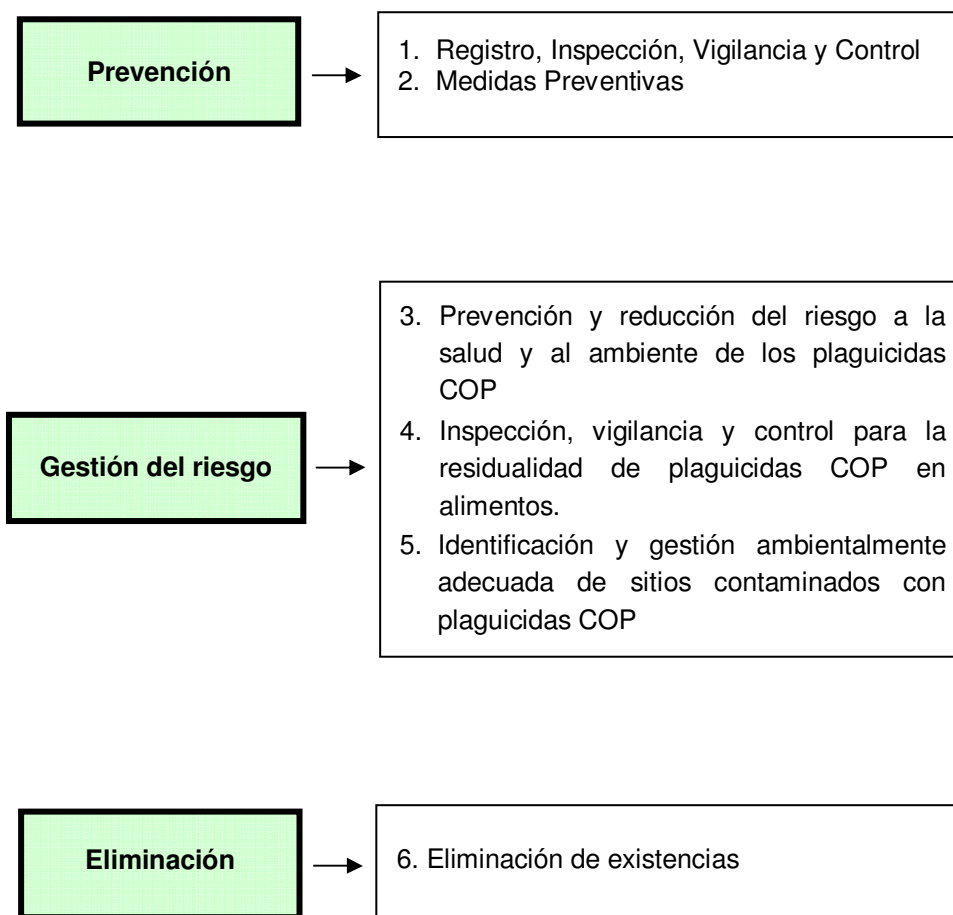 Prevención
1. Registro, Inspección, Vigilancia y Control
2. Medidas Preventivas
Gestión del riesgo
3. Prevención y reducción del riesgo a la
salud y al ambiente de los plaguicidas
COP
4. Inspección, vigilancia y control para la
residualidad de plaguicidas COP en
alimentos.
5. Identificación y gestión ambientalmente
adecuada de sitios contaminados con
plaguicidas COP
Eliminación
6. Eliminación de existencias